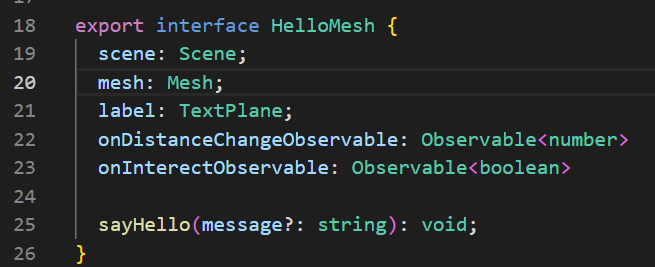 18 export interface HelloMesh {
19   scene: Scene;
20   mesh: Mesh;
21   label: TextPlane;
22   onDistanceChangeObservable: Observable<number>
23   onInterectObservable: Observable<boolean>
24
25   sayHello(message?: string): void;
26 }